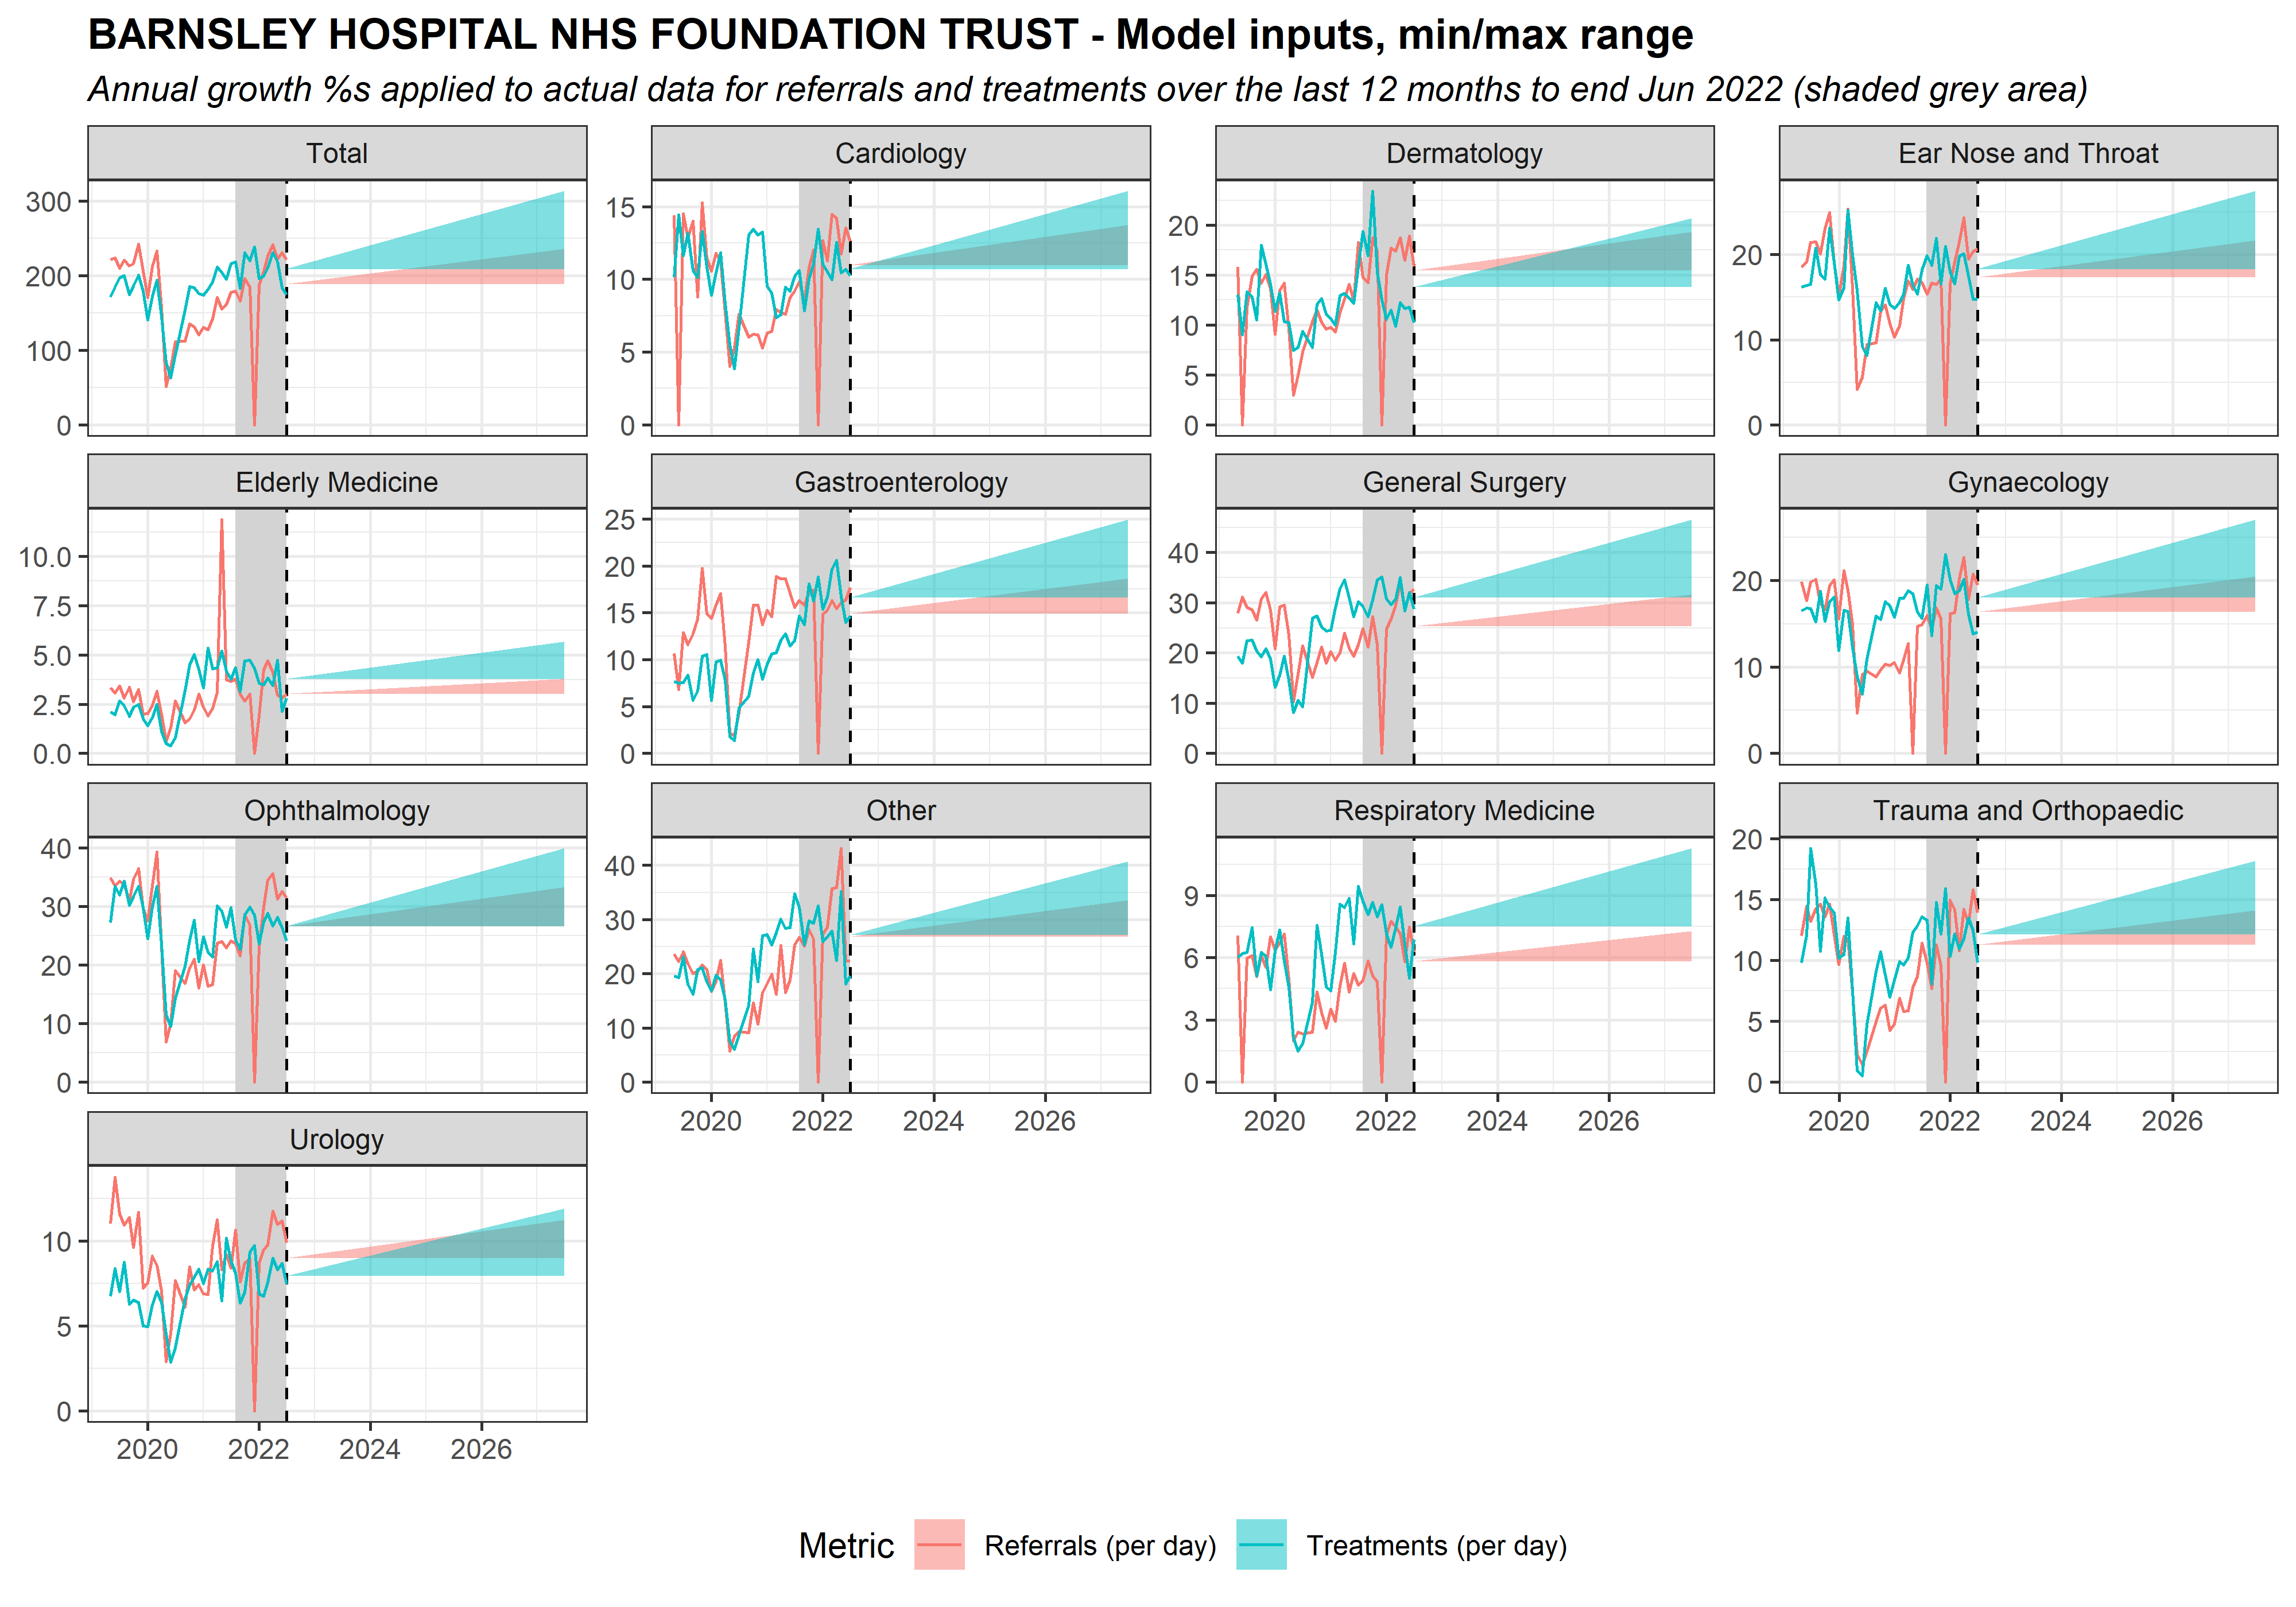 BARNSLEY HOSPITAL NHS FOUNDATION TRUST - Model inputs, min/max range
Annual growth %s applied to actual data for referrals and treatments over the last 12 months to end Jun 2022 (shaded grey area)
Total
Cardiology
Dermatology
Ear Nose and Throat
300
200
100
0
15
10
5
0
20
15
10
5
0
20
10
0
Elderly Medicine
Gastroenterology
General Surgery
Gynaecology
10.0
7.5
5.0
2.5
0.0
25
20
15
10
5
0
40
30
20
10
0
20
10
0
Ophthalmology
Other
Respiratory Medicine
Trauma and Orthopaedic
40
30
20
10
0
40
30
20
10
0
9
6
3
0
20
15
10
5
0
2020 2022 2024 2026
2020 2022 2024 2026
2020 2022 2024 2026
Urology
10
5
0
2020 2022 2024 2026
Metric Referrals (per day) Treatments (per day)